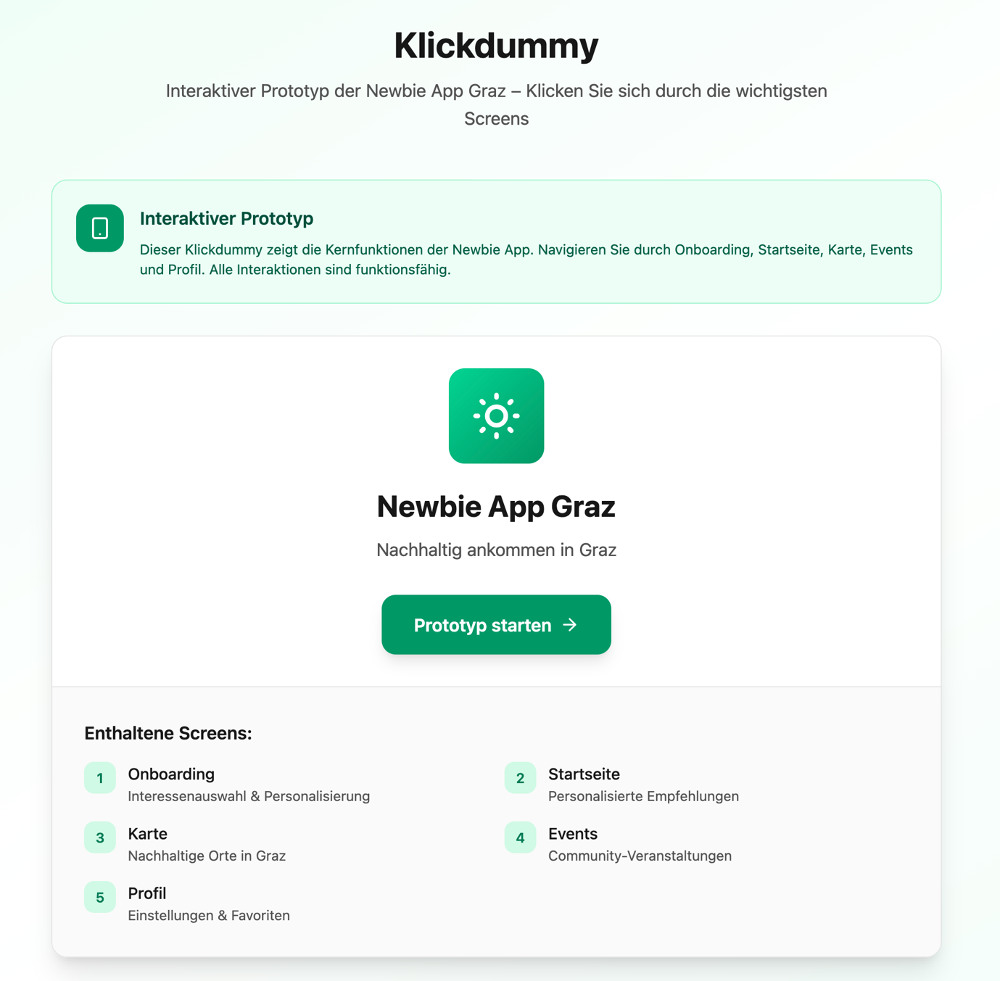 Klickdummy
Interaktiver Prototyp der Newbie App Graz – Klicken Sie sich durch die wichtigsten
Screens
Interaktiver Prototyp
Dieser Klickdummy zeigt die Kernfunktionen der Newbie App. Navigieren Sie durch Onboarding, Startseite, Karte, Events
und Profil. Alle Interaktionen sind funktionsfähig.
Newbie App Graz
Nachhaltig ankommen in Graz
Prototyp starten →
Enthaltene Screens:
1 Onboarding
Interessenauswahl & Personalisierung
2 Startseite
Personalisierte Empfehlungen
3 Karte
Nachhaltige Orte in Graz
4 Events
Community-Veranstaltungen
5 Profil
Einstellungen & Favoriten